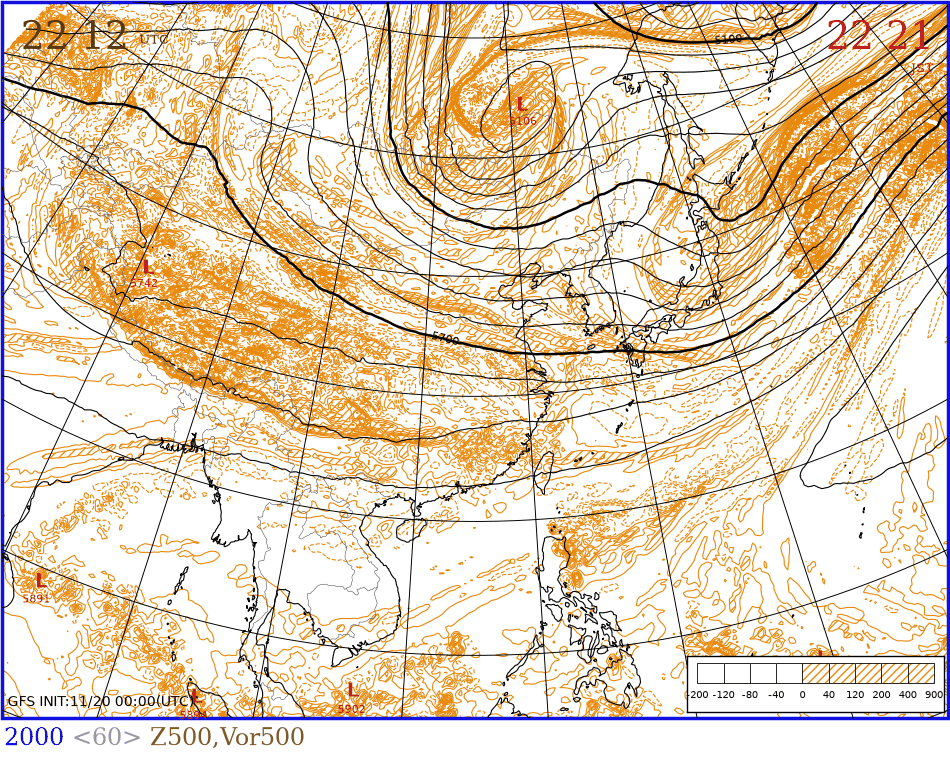 22 12 UTC
22 21 JST
5100
L
5106
L
5742
5700
L
5891
L
5902
L
L
-200 -120 -80 -40 0 40 120 200 400 900
GFS INIT:11/20 00:00(UTC)
2000 <60> Z500,Vor500